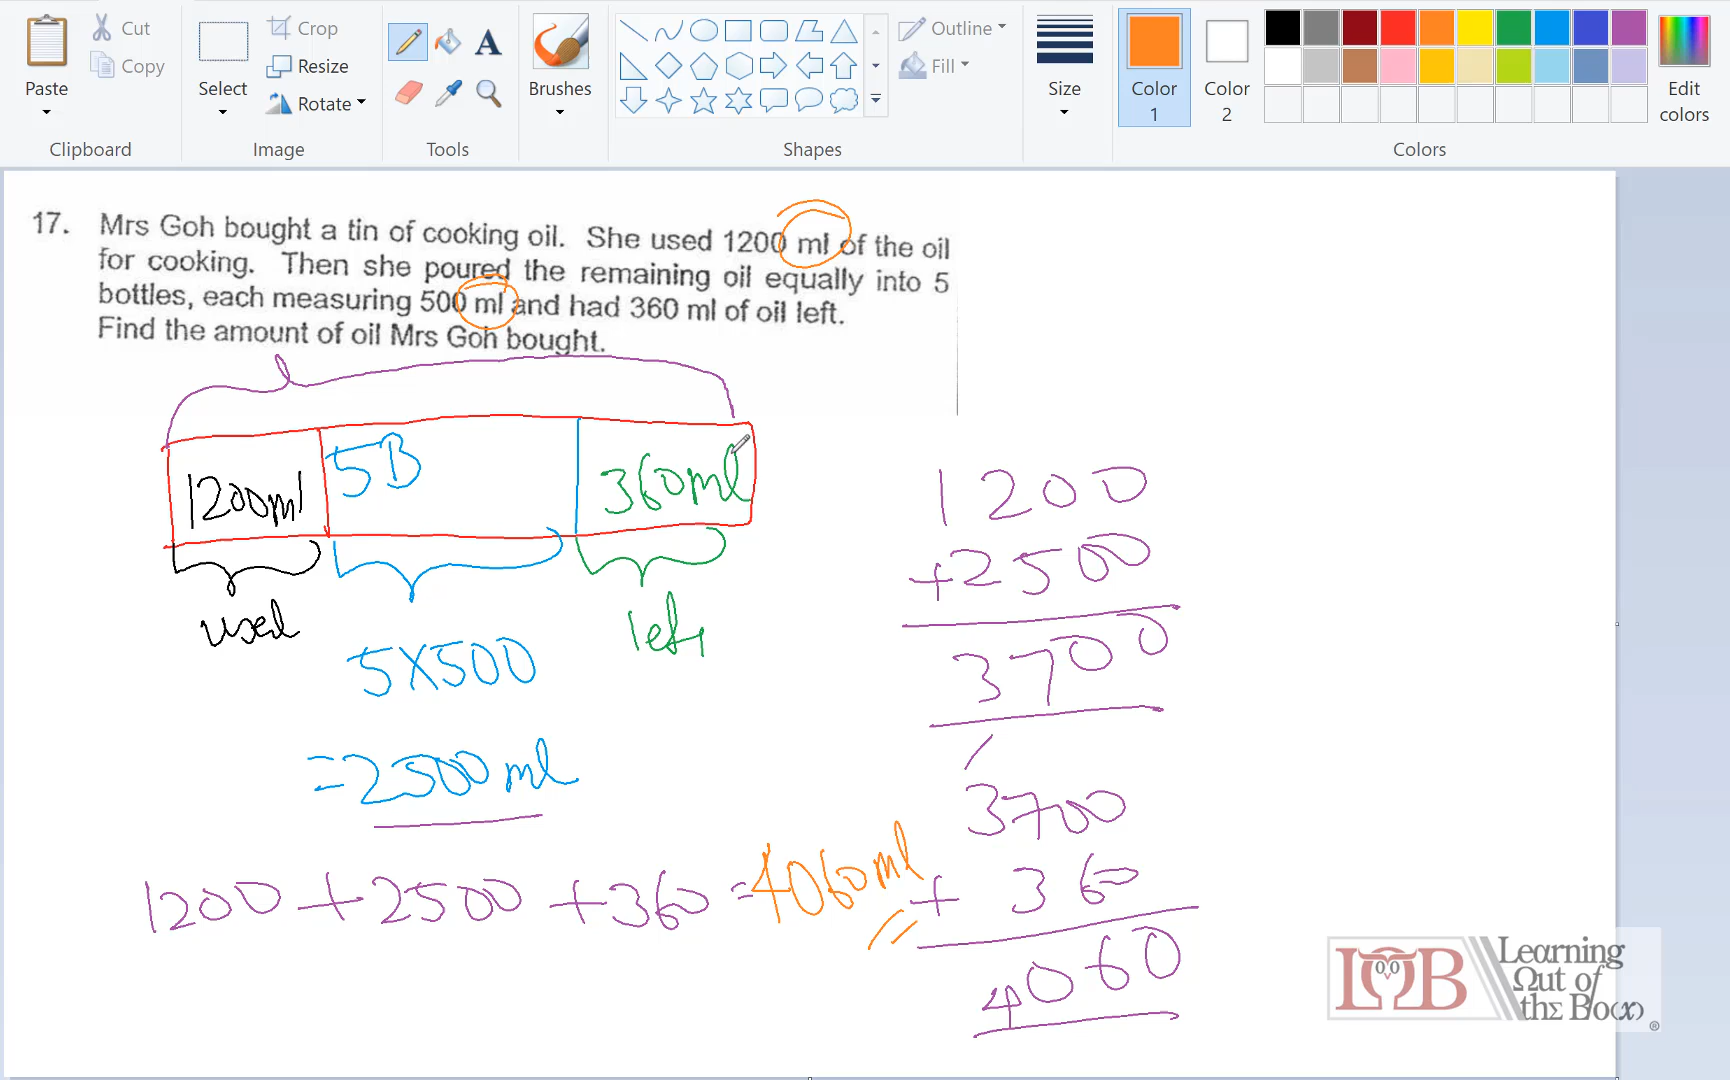 Paste
Cut
Copy
Clipboard
Select
Crop
Resize
Rotate
Image
A
Tools
Brushes
Shapes
Outline
Fill
Size
Color
1
Color
2
Edit
colors
Colors
17. Mrs Goh bought a tin of cooking oil. She used 1200 ml of the oil
for cooking. Then she poured the remaining oil equally into 5
bottles, each measuring 500 ml and had 360 ml of oil left.
Find the amount of oil Mrs Goh bought.
1200ml 5B 360ml
used left
5X500
=2500 ml
1200 + 2500 + 360 = 4060ml
1200
+2500
3700
3700
+ 360
4060
LOOB Learning
Out of
the Bo(x)
®